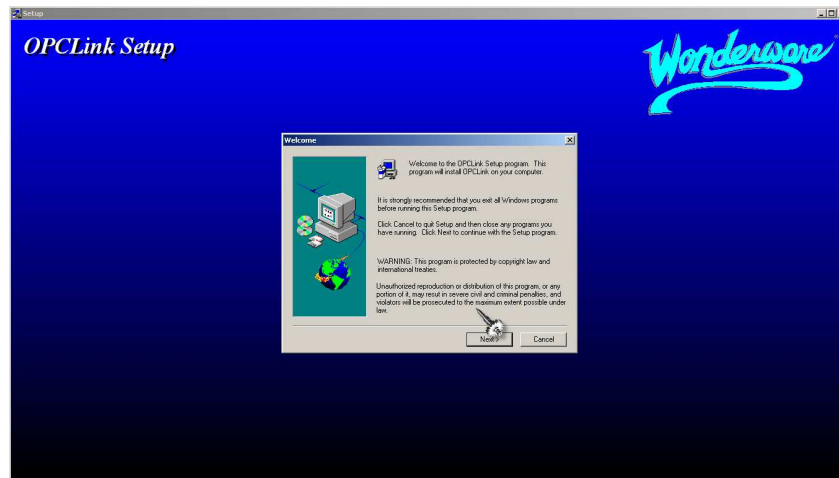 Setup
OPCLink Setup
Wonderware
Welcome
Welcome to the OPCLink Setup program. This
program will install OPCLink on your computer.
It is strongly recommended that you exit all Windows programs
before running this Setup program.
Click Cancel to quit Setup and then close any programs you
have running. Click Next to continue with the Setup program.
WARNING: This program is protected by copyright law and
international treaties.
Unauthorized reproduction or distribution of this program, or any
portion of it, may result in severe civil and criminal penalties, and
violators will be prosecuted to the maximum extent possible under
law.
Next >
Cancel